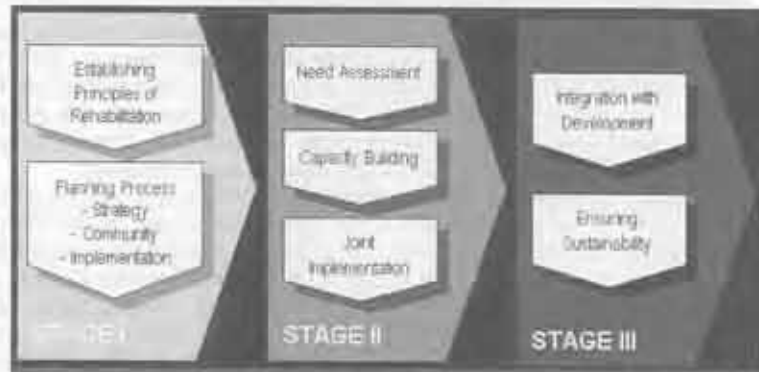 Establishing
Principles of
Rehabilitation
Planning Process
- Strategy
- Community
- Implementation
STAGE I
Need Assessment
Capacity Building
Joint
Implementation
STAGE II
Integration with
Development
Ensuring
Sustainability
STAGE III